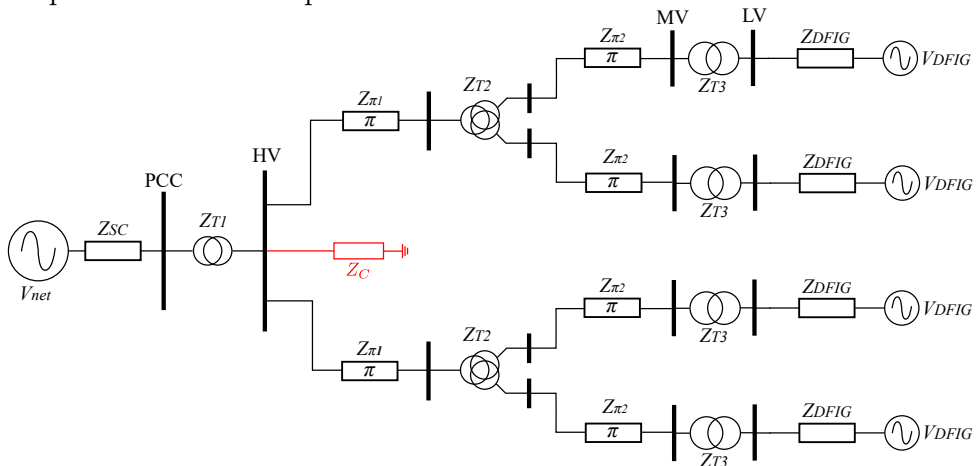 MV LV
Zπ2 ZDFIG
π
ZT3 VDFIG
Zπ1 ZT2
π
HV
Zπ2 ZDFIG
π
PCC
ZT3 VDFIG
ZT1
ZSC
ZC
Vnet
Zπ2 ZDFIG
π
ZT3 VDFIG
Zπ1 ZT2
π
Zπ2 ZDFIG
π
ZT3 VDFIG